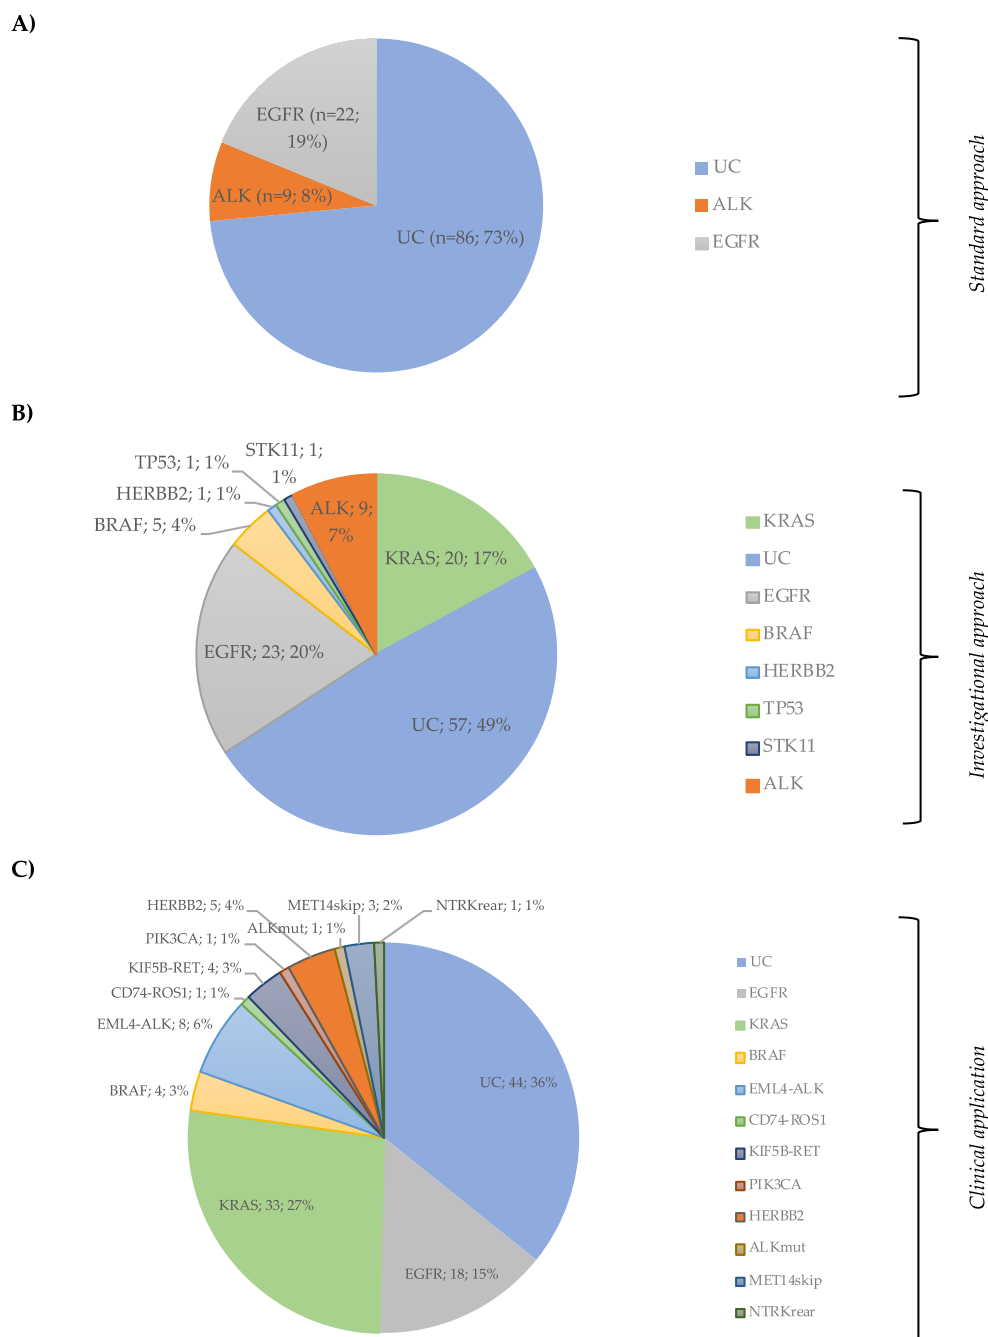 A)
EGFR (n=22;
19%)
ALK (n=9; 8%)
UC (n=86; 73%)
UC
ALK
EGFR
Standard approach
B)
STK11; 1;
1%
TP53; 1; 1%
HERBB2; 1; 1%
BRAF; 5; 4%
ALK; 9;
7%
KRAS; 20; 17%
EGFR; 23; 20%
UC; 57; 49%
KRAS
UC
EGFR
BRAF
HERBB2
TP53
STK11
ALK
Investigational approach
C)
HERBB2; 5; 4%
MET14skip; 3; 2%
NTRKrear; 1; 1%
ALKmut; 1; 1%
PIK3CA; 1; 1%
KIF5B-RET; 4; 3%
CD74-ROS1; 1; 1%
EML4-ALK; 8; 6%
BRAF; 4; 3%
UC; 44; 36%
KRAS; 33; 27%
EGFR; 18; 15%
UC
EGFR
KRAS
BRAF
EML4-ALK
CD74-ROS1
KIF5B-RET
PIK3CA
HERBB2
ALKmut
MET14skip
NTRKrear
Clinical application